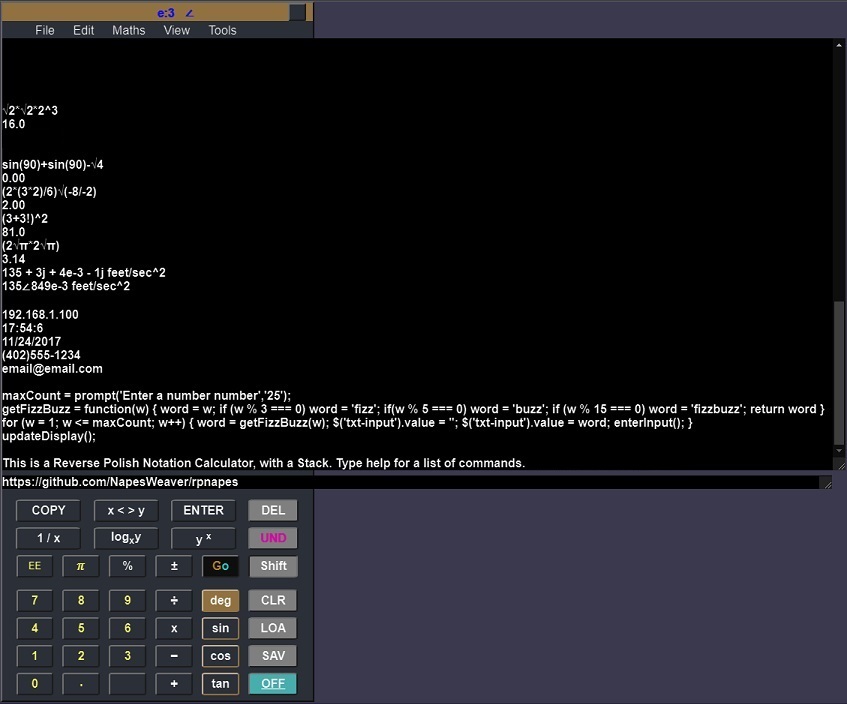 e:3 ∠
File Edit Maths View Tools
√2*√2*2^3
16.0
sin(90)+sin(90)-√4
0.00
(2*(3*2)/6)√(-8/-2)
2.00
(3+3!)^2
81.0
(2√π*2√π)
3.14
135 + 3j + 4e-3 - 1j feet/sec^2
135∠849e-3 feet/sec^2
192.168.1.100
17:54:6
11/24/2017
(402)555-1234
email@email.com
maxCount = prompt('Enter a number number','25');
getFizzBuzz = function(w) { word = w; if (w % 3 === 0) word = 'fizz'; if(w % 5 === 0) word = 'buzz'; if (w % 15 === 0) word = 'fizzbuzz'; return word }
for (w = 1; w <= maxCount; w++) { word = getFizzBuzz(w); $('txt-input').value = ''; $('txt-input').value = word; enterInput(); }
updateDisplay();
This is a Reverse Polish Notation Calculator, with a Stack. Type help for a list of commands.
https://github.com/NapesWeaver/rpnapes
COPY x < > y ENTER DEL
1 / x logxy y x UND
EE π % ± Go Shift
7 8 9 ÷ deg CLR
4 5 6 x sin LOA
1 2 3 − cos SAV
0 . + tan OFF